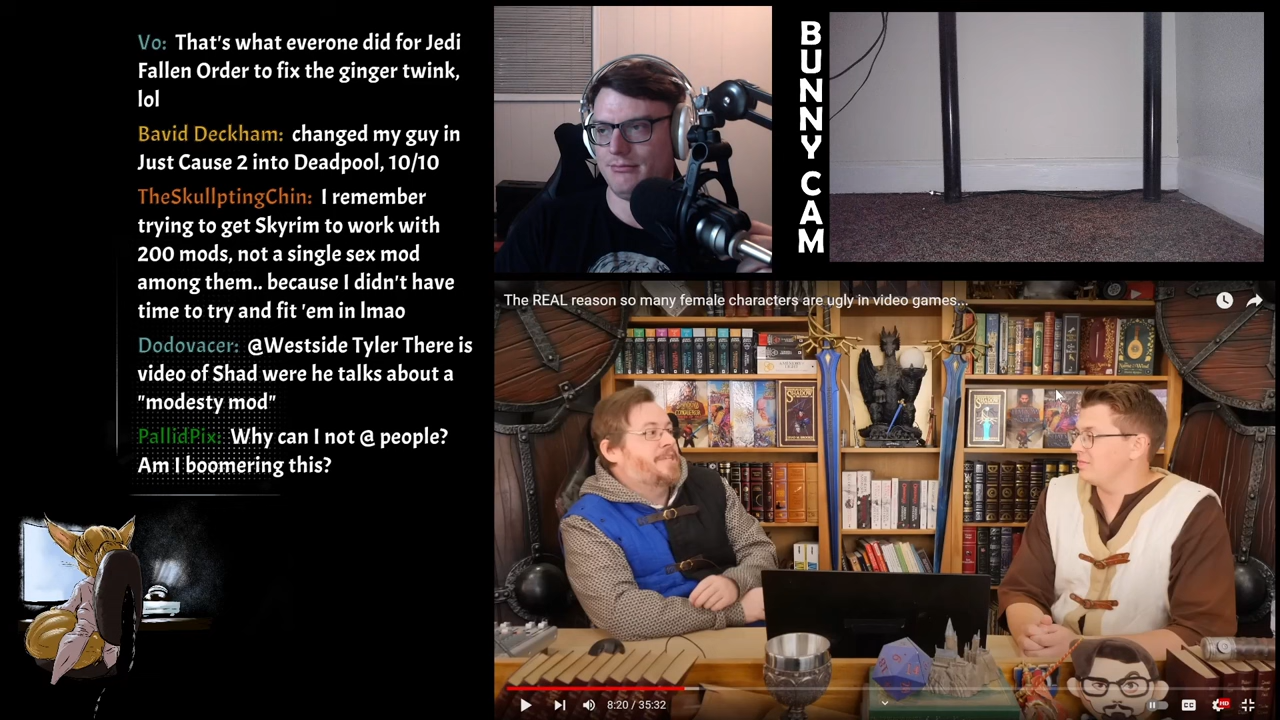 Vo: That's what everone did for Jedi
Fallen Order to fix the ginger twink,
lol
Bavid Deckham: changed my guy in
Just Cause 2 into Deadpool, 10/10
TheSkullptingChin: I remember
trying to get Skyrim to work with
200 mods, not a single sex mod
among them.. because I didn't have
time to try and fit 'em in lmao
Dodovacer: @Westside Tyler There is
video of Shad were he talks about a
"modesty mod"
PallidPix: Why can I not @ people?
Am I boomering this?
BUNNY CAM
The REAL reason so many female characters are ugly in video games...
8:20 / 35:32
CC
HD